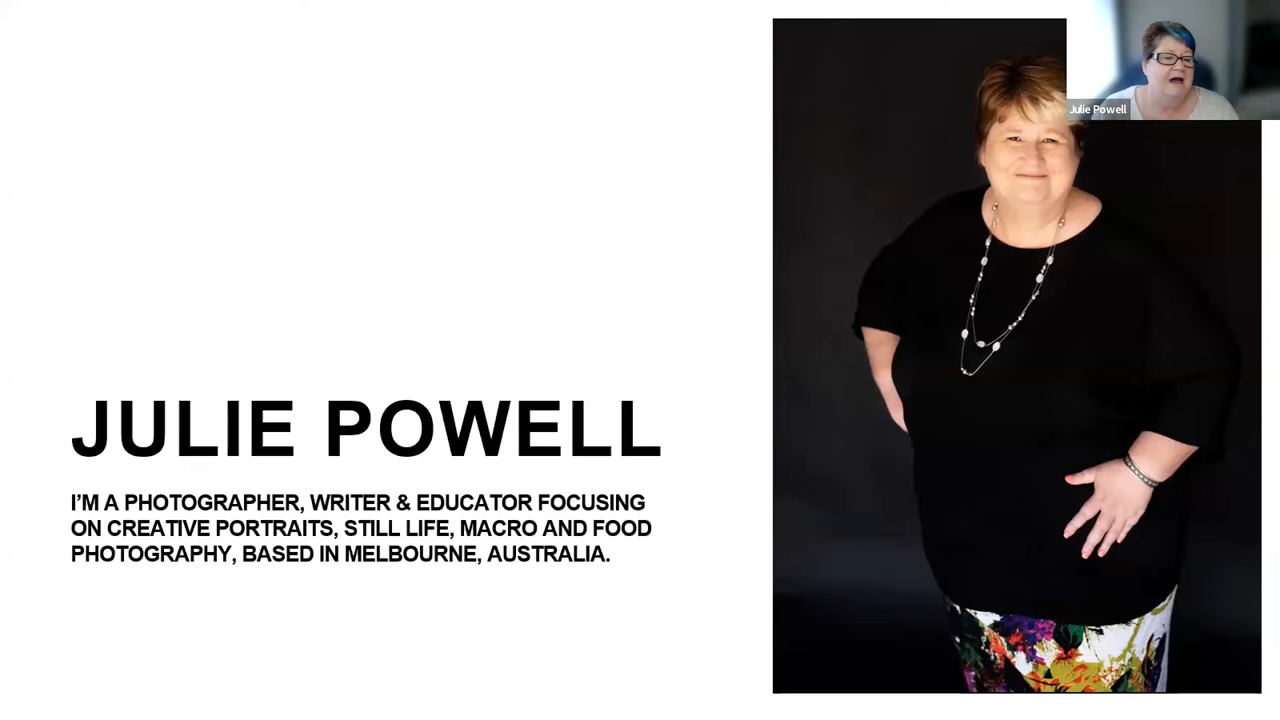 Julie Powell
JULIE POWELL
I'M A PHOTOGRAPHER, WRITER & EDUCATOR FOCUSING
ON CREATIVE PORTRAITS, STILL LIFE, MACRO AND FOOD
PHOTOGRAPHY, BASED IN MELBOURNE, AUSTRALIA.